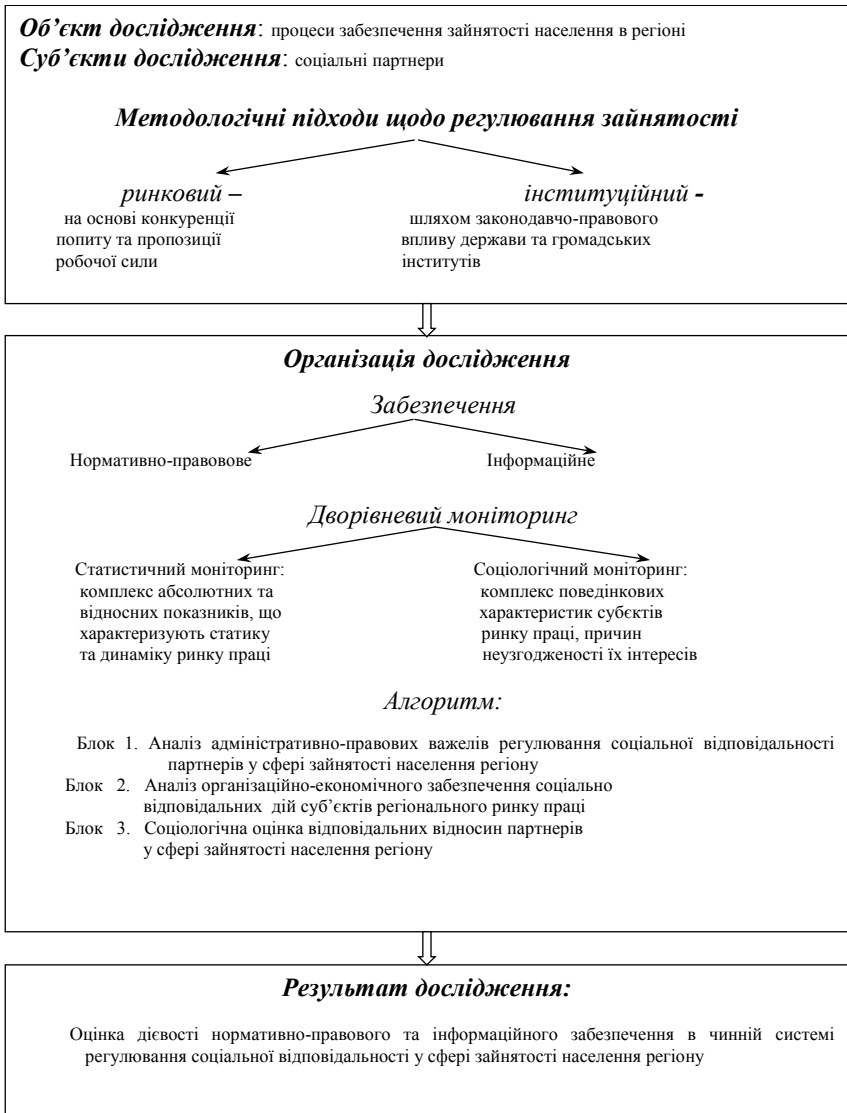 Об’єкт дослідження: процеси забезпечення зайнятості населення в регіоні
Суб’єкти дослідження: соціальні партнери
Методологічні підходи щодо регулювання зайнятості
ринковий –
на основі конкуренції
попиту та пропозиції
робочої сили
інституційний -
шляхом законодавчо-правового
впливу держави та громадських
інститутів
Організація дослідження
Забезпечення
Нормативно-правовове
Інформаційне
Дворівневий моніторинг
Статистичний моніторинг:
комплекс абсолютних та
відносних показників, що
характеризують статику
та динаміку ринку праці
Соціологічний моніторинг:
комплекс поведінкових
характеристик субєктів
ринку праці, причин
неузгодженості їх інтересів
Алгоритм:
Блок 1. Аналіз адміністративно-правових важелів регулювання соціальної відповідальності
партнерів у сфері зайнятості населення регіону
Блок 2. Аналіз організаційно-економічного забезпечення соціально
відповідальних дій суб’єктів регіонального ринку праці
Блок 3. Соціологічна оцінка відповідальних відносин партнерів
у сфері зайнятості населення регіону
Результат дослідження:
Оцінка дієвості нормативно-правового та інформаційного забезпечення в чинній системі
регулювання соціальної відповідальності у сфері зайнятості населення регіону